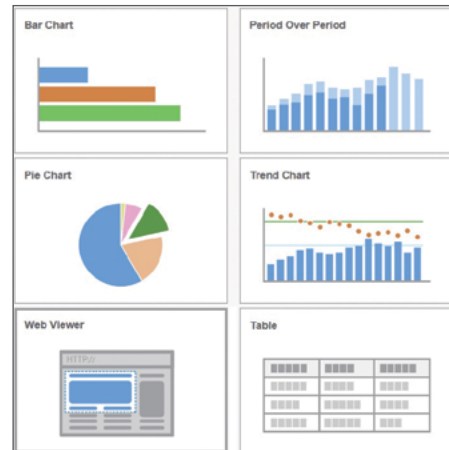 Bar Chart
Period Over Period
Pie Chart
Trend Chart
Web Viewer
HTTP://
Table